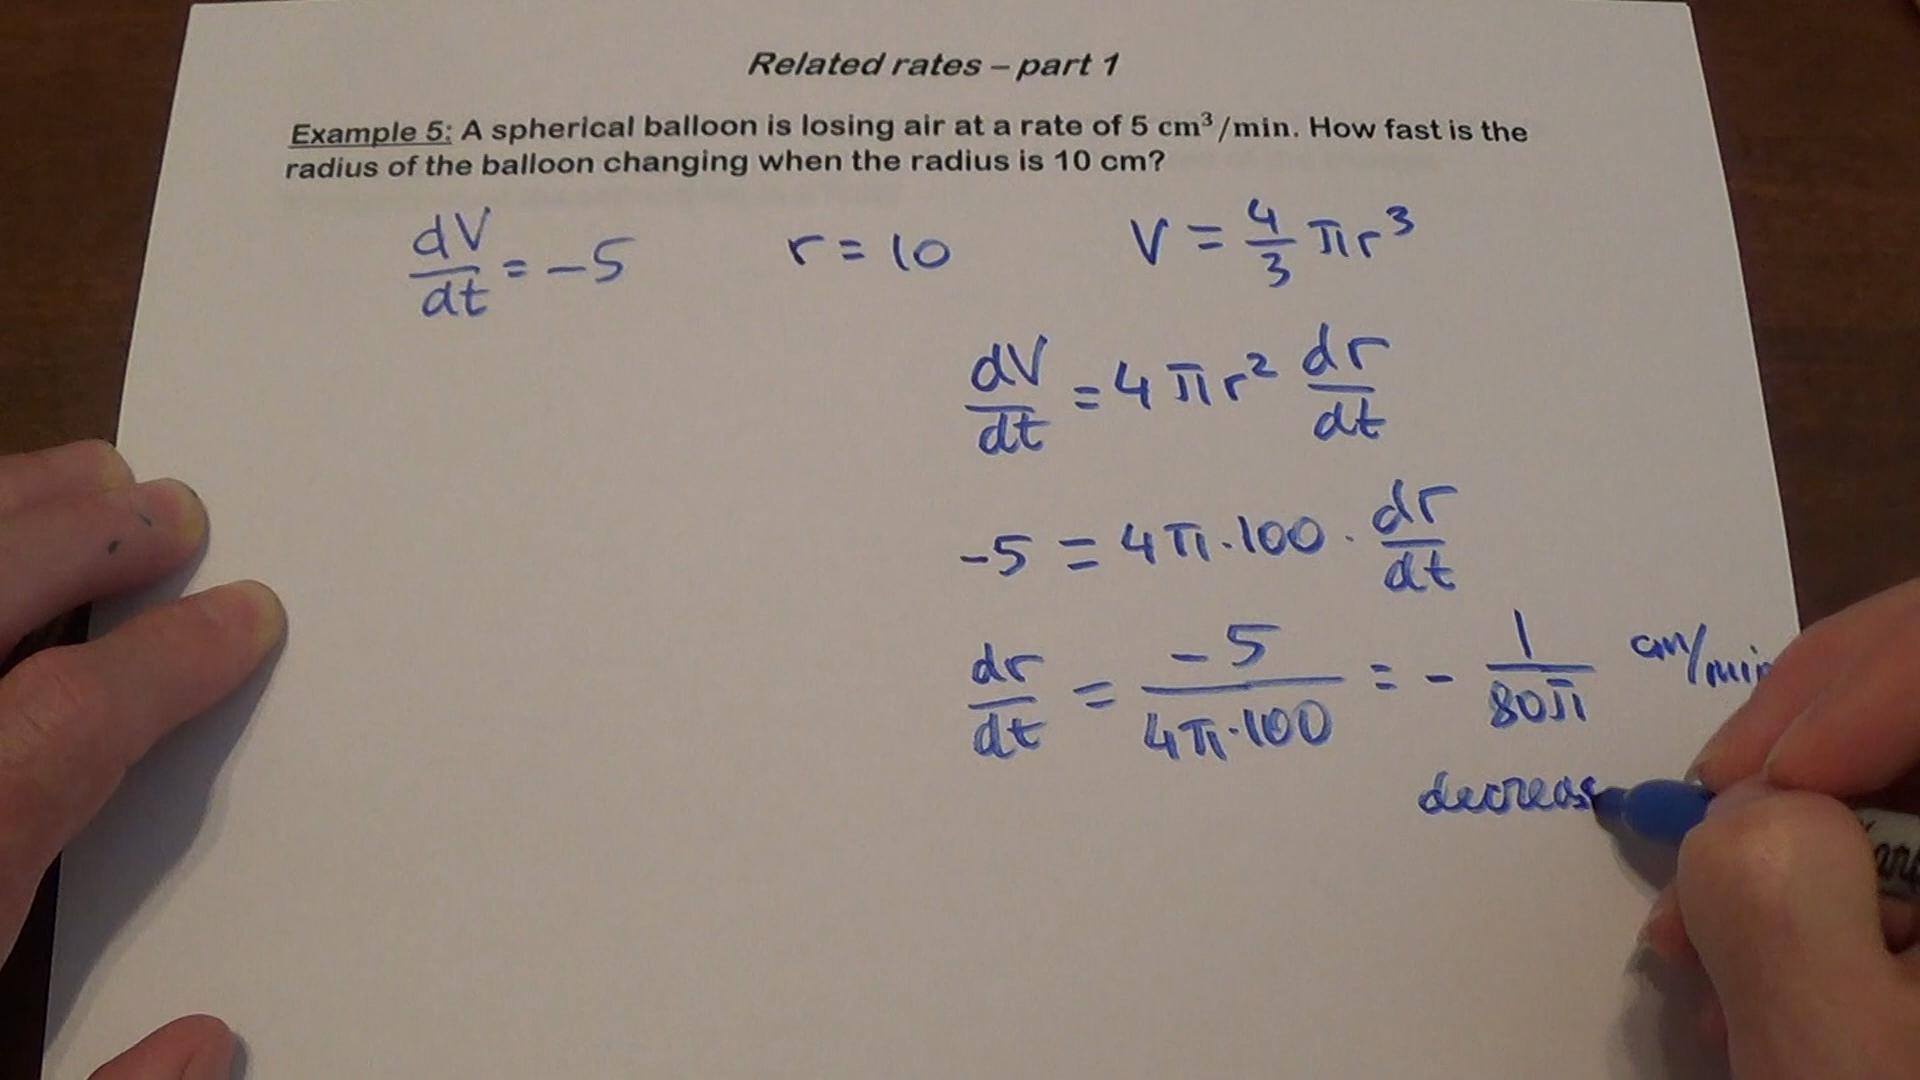 Related rates – part 1
Example 5: A spherical balloon is losing air at a rate of 5 cm³/min. How fast is the
radius of the balloon changing when the radius is 10 cm?
dV/dt = -5 r = 10 V = 4/3 πr³
dV/dt = 4πr² dr/dt
-5 = 4π·100 · dr/dt
dr/dt = -5/(4π·100) = - 1/(80π) cm/min
decreas